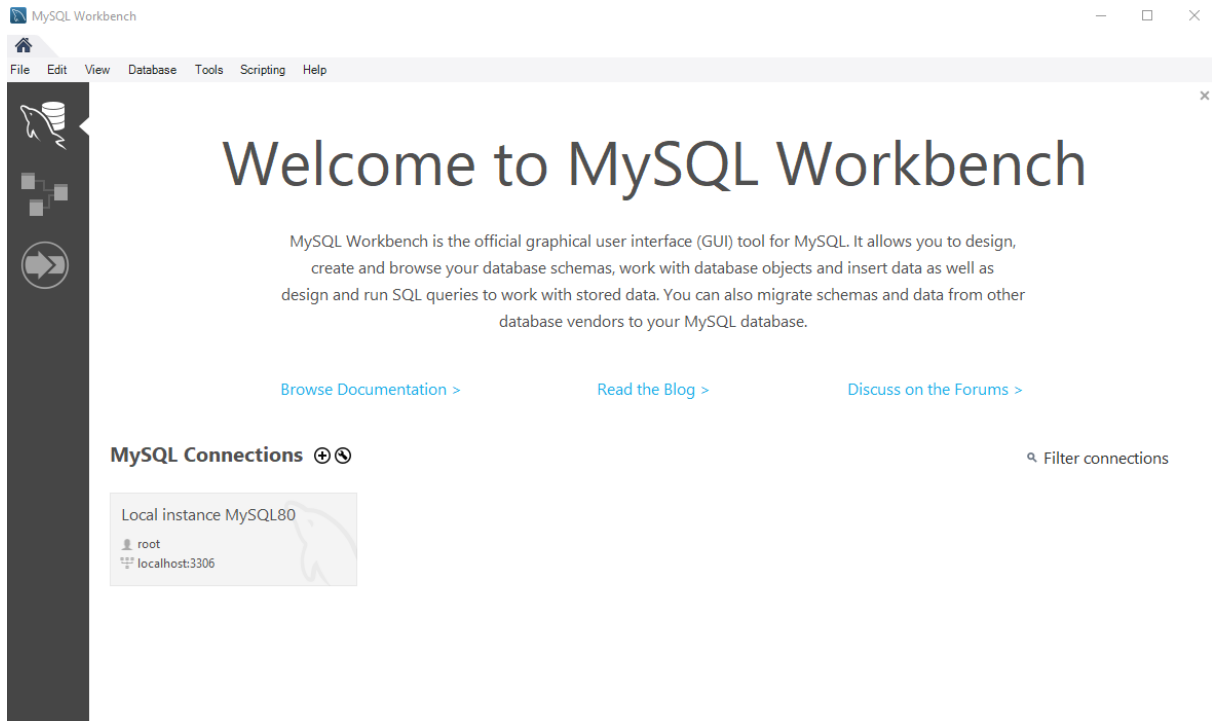 MySQL Workbench
File Edit View Database Tools Scripting Help
Welcome to MySQL Workbench
MySQL Workbench is the official graphical user interface (GUI) tool for MySQL. It allows you to design,
create and browse your database schemas, work with database objects and insert data as well as
design and run SQL queries to work with stored data. You can also migrate schemas and data from other
database vendors to your MySQL database.
Browse Documentation > Read the Blog > Discuss on the Forums >
MySQL Connections Filter connections
Local instance MySQL80
root
localhost:3306